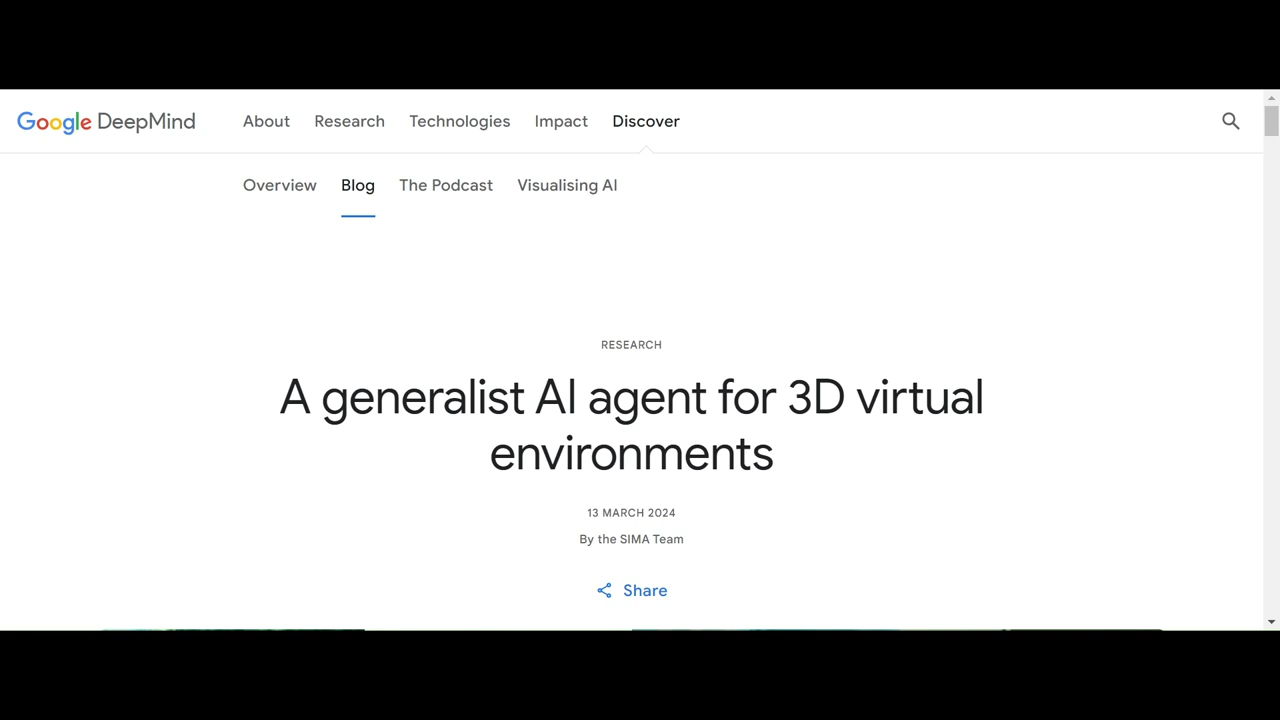 Google DeepMind About Research Technologies Impact Discover
Overview Blog The Podcast Visualising AI
RESEARCH
A generalist AI agent for 3D virtual
environments
13 MARCH 2024
By the SIMA Team
Share